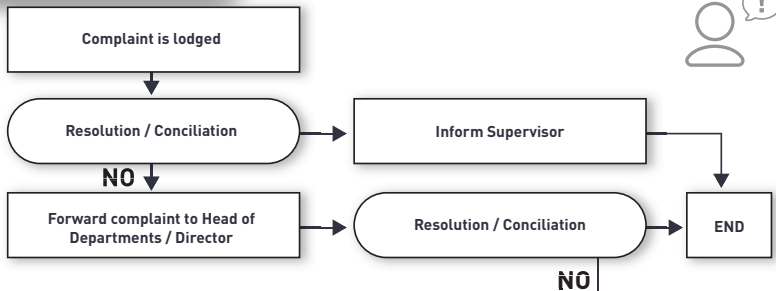 Complaint is lodged
!
Resolution / Conciliation
Inform Supervisor
NO
Forward complaint to Head of
Departments / Director
Resolution / Conciliation
END
NO